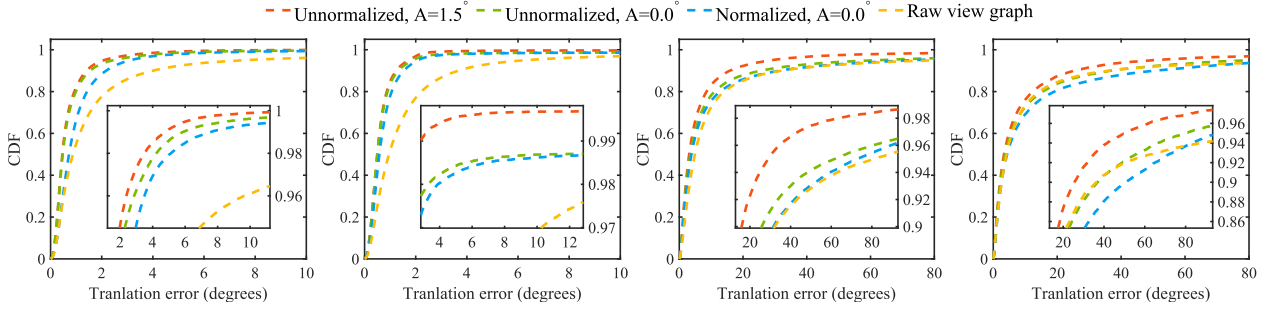 Unnormalized, A=1.5° Unnormalized, A=0.0° Normalized, A=0.0° Raw view graph
1 1 1 1
0.8 0.8 0.8 0.8
0.6 0.6 0.6 0.6
0.4 0.4 0.4 0.4
0.2 0.2 0.2 0.2
0 0 0 0
CDF CDF CDF CDF
1
0.98
0.96
2 4 6 8 10
0.99
0.98
0.97
4 6 8 10 12
0.98
0.96
0.94
0.92
0.9
20 40 60 80
0.96
0.94
0.92
0.9
0.88
0.86
20 40 60 80
0 2 4 6 8 10 0 2 4 6 8 10 0 20 40 60 80 0 20 40 60 80
Tranlation error (degrees) Tranlation error (degrees) Tranlation error (degrees) Tranlation error (degrees)